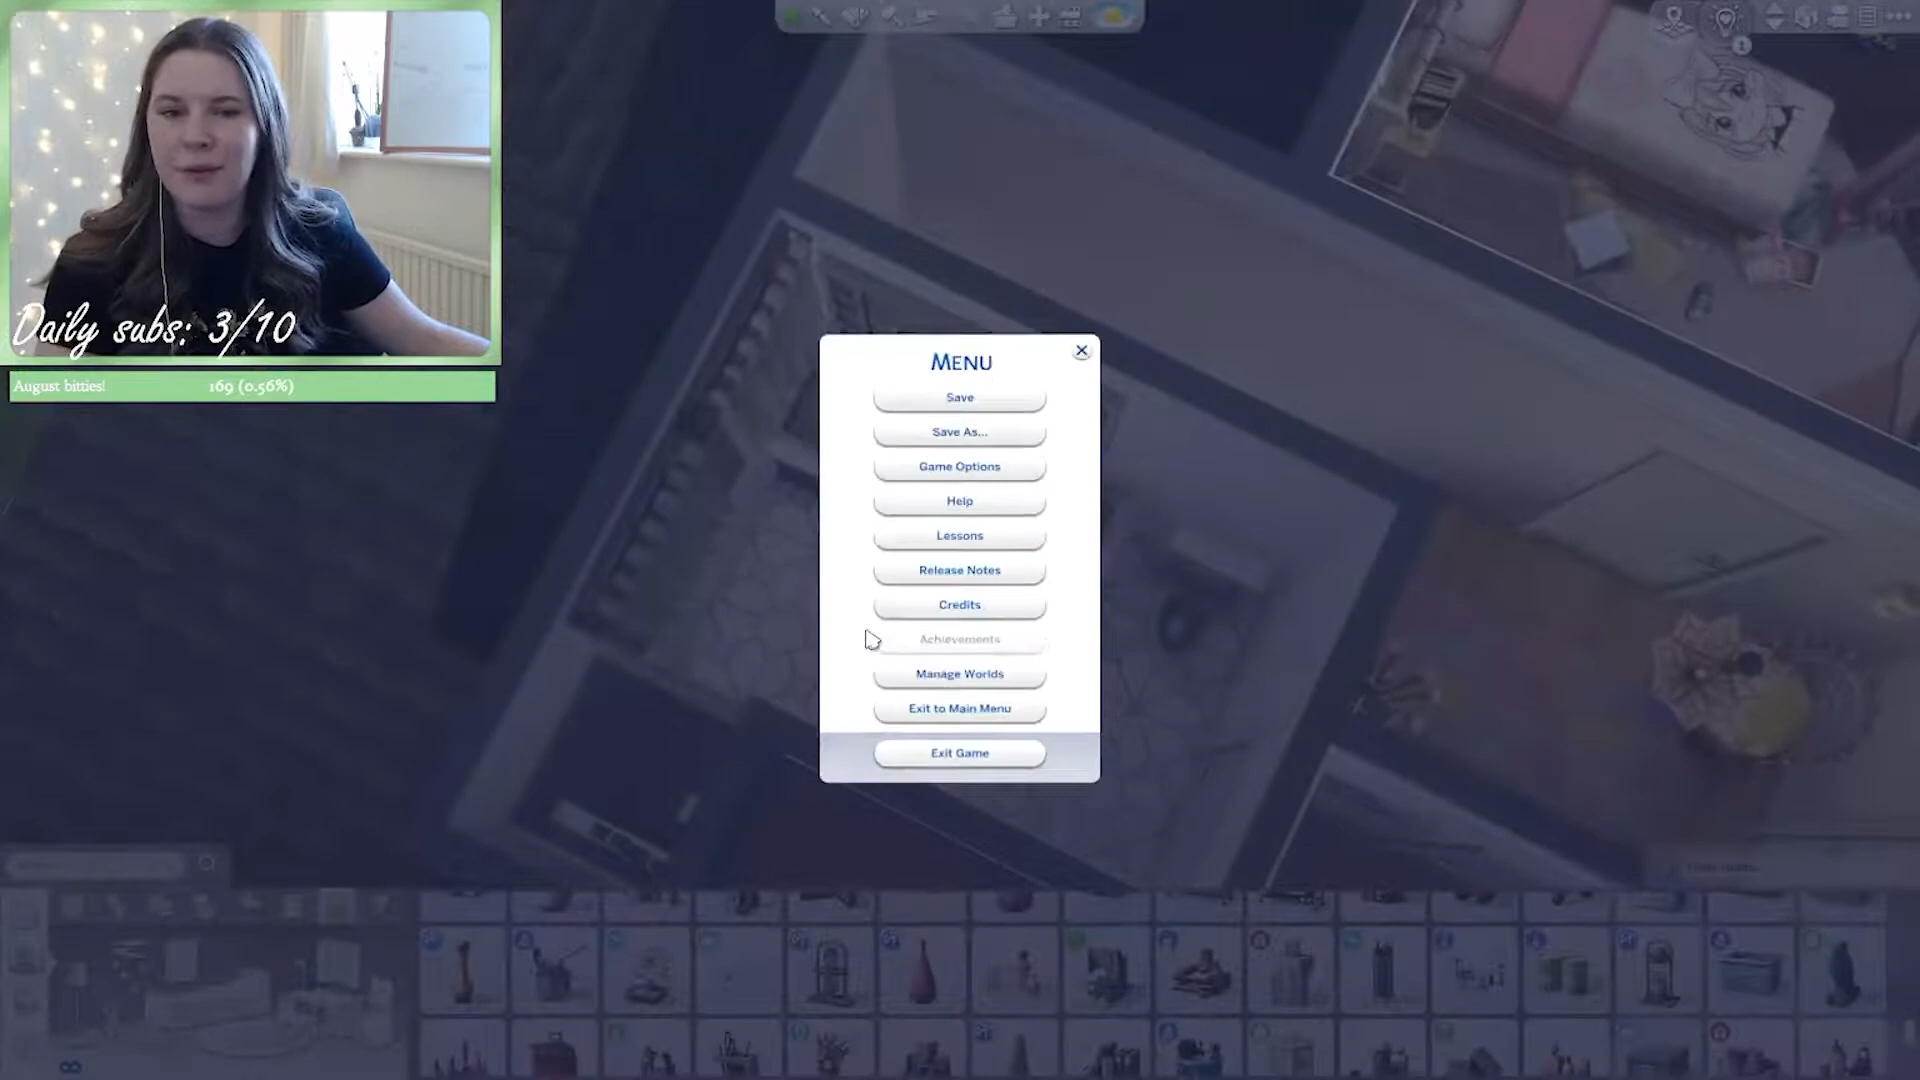 Daily subs: 3/10
August bitties! 169 (0.56%)
Menu
Save
Save As...
Game Options
Help
Lessons
Release Notes
Credits
Achievements
Manage Worlds
Exit to Main Menu
Exit Game